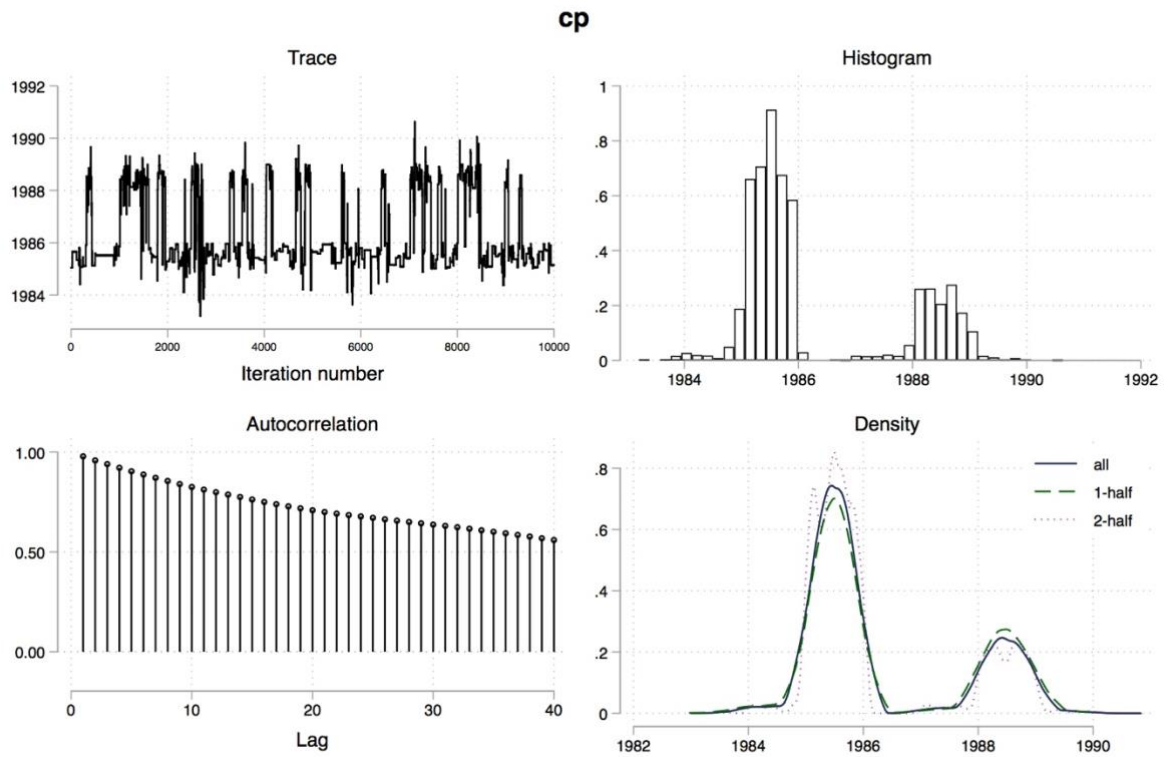 cp
Trace
1992
1990
1988
1986
1984
0 2000 4000 6000 8000 10000
Iteration number
Histogram
1
.8
.6
.4
.2
0
1984 1986 1988 1990 1992
Autocorrelation
1.00
0.50
0.00
0 10 20 30 40
Lag
Density
.8
.6
.4
.2
0
1982 1984 1986 1988 1990
all
1-half
2-half